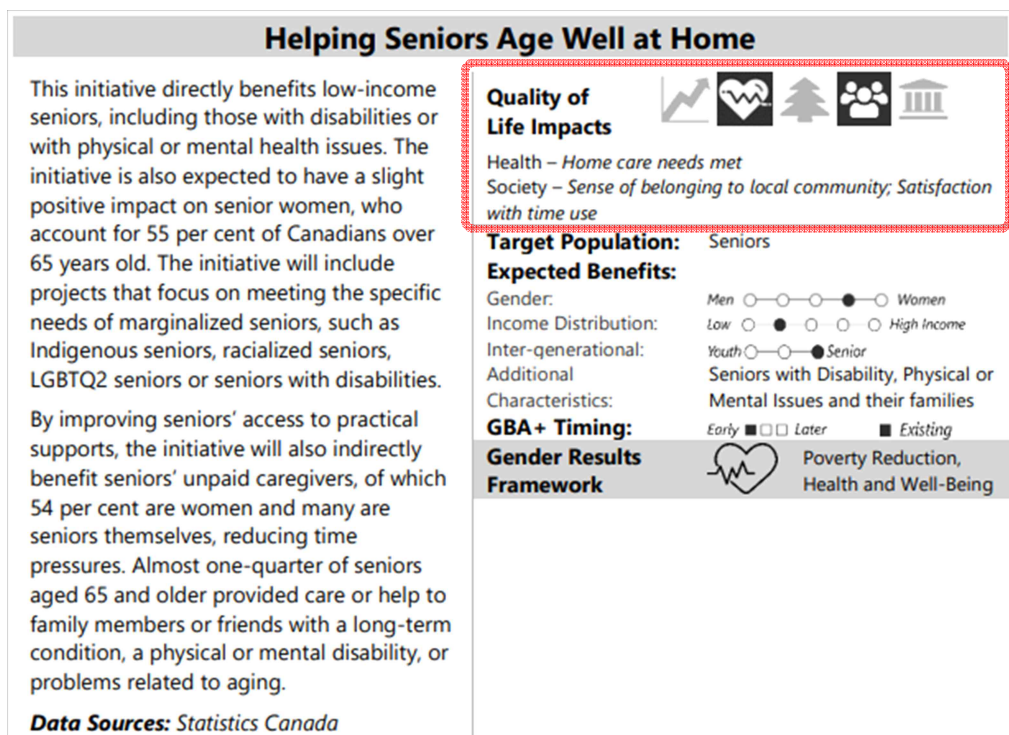 Helping Seniors Age Well at Home
This initiative directly benefits low-income
seniors, including those with disabilities or
with physical or mental health issues. The
initiative is also expected to have a slight
positive impact on senior women, who
account for 55 per cent of Canadians over
65 years old. The initiative will include
projects that focus on meeting the specific
needs of marginalized seniors, such as
Indigenous seniors, racialized seniors,
LGBTQ2 seniors or seniors with disabilities.
By improving seniors' access to practical
supports, the initiative will also indirectly
benefit seniors' unpaid caregivers, of which
54 per cent are women and many are
seniors themselves, reducing time
pressures. Almost one-quarter of seniors
aged 65 and older provided care or help to
family members or friends with a long-term
condition, a physical or mental disability, or
problems related to aging.
Data Sources: Statistics Canada
Quality of
Life Impacts
Health – Home care needs met
Society – Sense of belonging to local community; Satisfaction
with time use
Target Population: Seniors
Expected Benefits:
Gender: Men Women
Income Distribution: Low High Income
Inter-generational: Youth Senior
Additional Seniors with Disability, Physical or
Characteristics: Mental Issues and their families
GBA+ Timing: Early Later Existing
Gender Results Poverty Reduction,
Framework Health and Well-Being